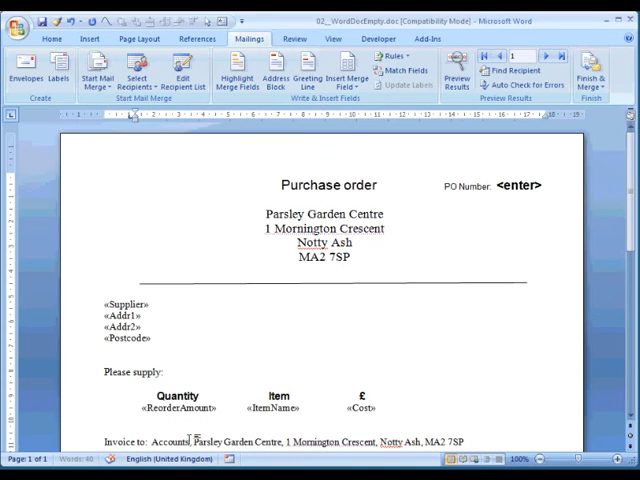 02__WordDocEmpty.doc [Compatibility Mode] - Microsoft Word
Home Insert Page Layout References Mailings Review View Developer Add-Ins
Envelopes Labels
Create
Start Mail Merge Select Recipients Edit Recipient List
Start Mail Merge
Highlight Merge Fields Address Block Greeting Line Insert Merge Field
Rules
Match Fields
Update Labels
Write & Insert Fields
Preview Results
1
Find Recipient
Auto Check for Errors
Preview Results
Finish & Merge
Finish
Purchase order PO Number: <enter>
Parsley Garden Centre
1 Mornington Crescent
Notty Ash
MA2 7SP
«Supplier»
«Addr1»
«Addr2»
«Postcode»
Please supply:
Quantity Item £
«ReorderAmount» «ItemName» «Cost»
Invoice to: Accounts, Parsley Garden Centre, 1 Mornington Crescent, Notty Ash, MA2 7SP
Page: 1 of 1 Words: 40 English (United Kingdom) 100%